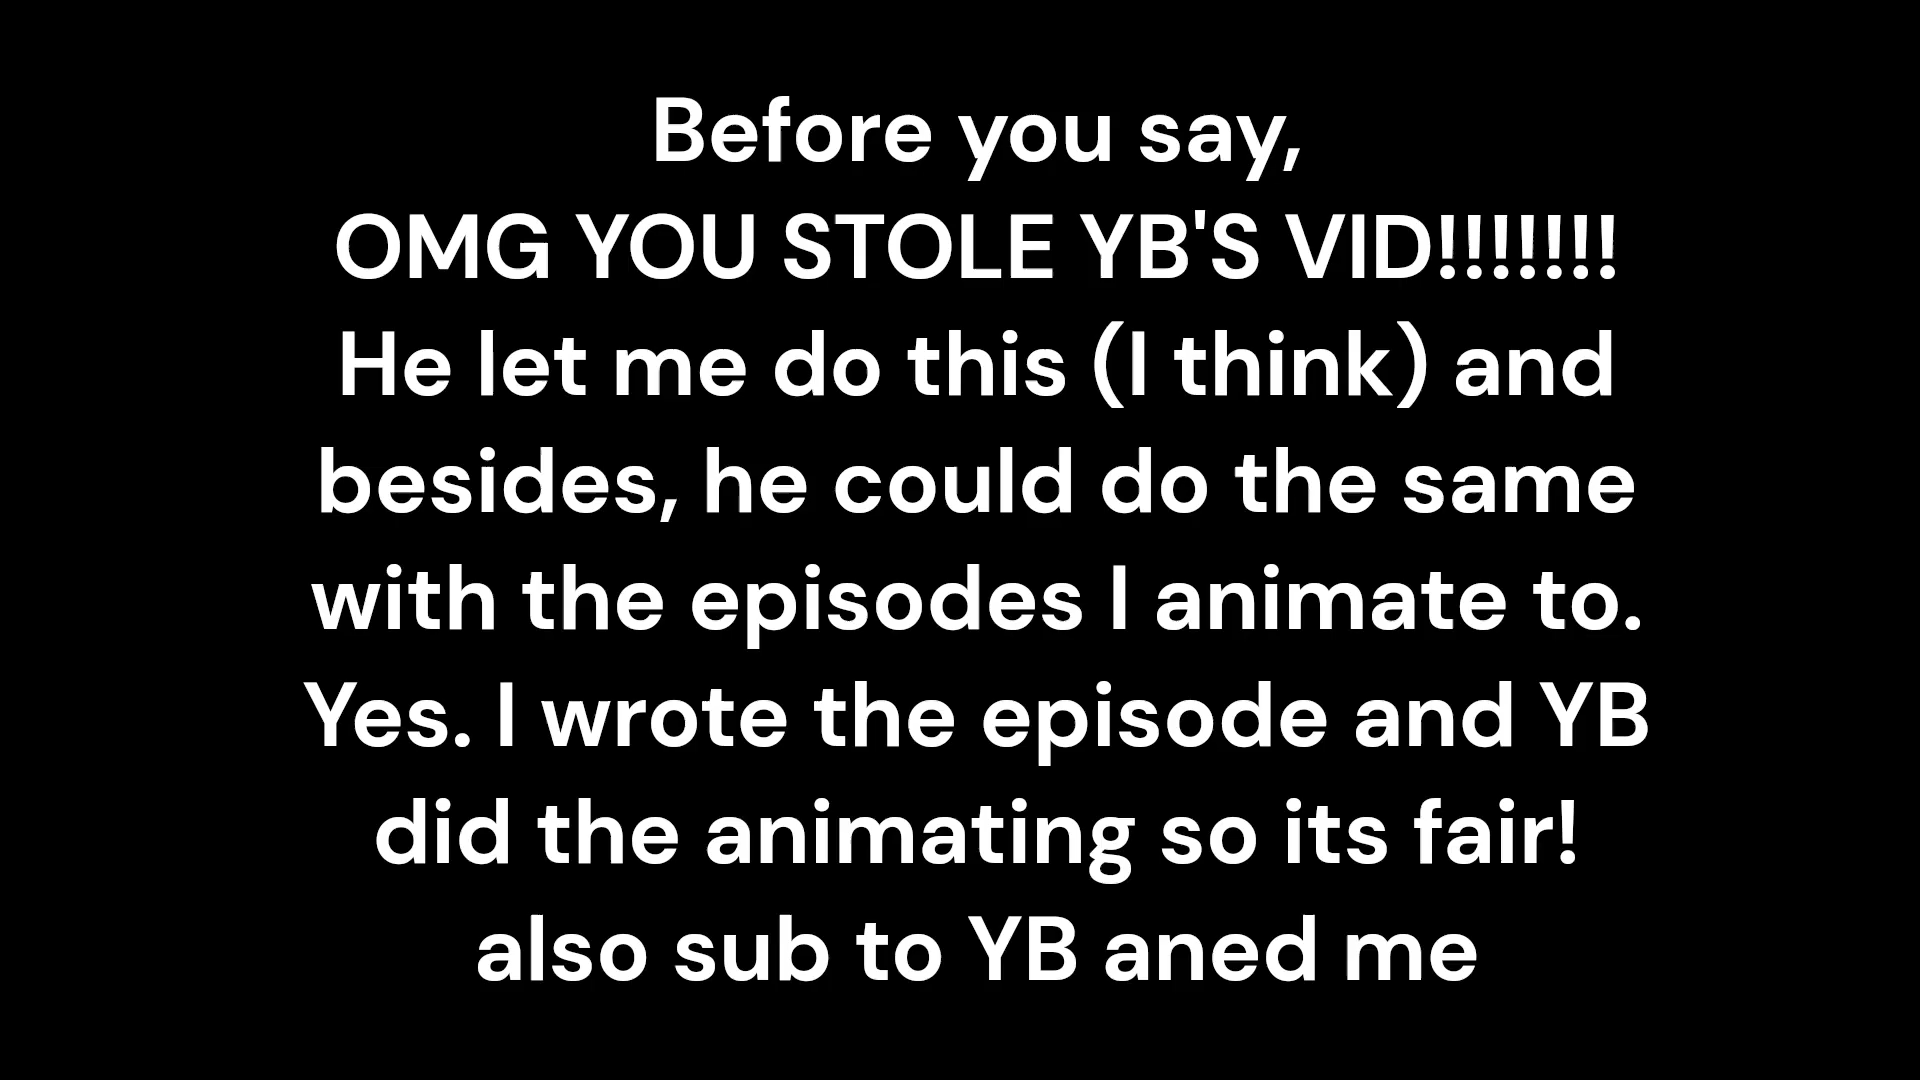 Before you say,
OMG YOU STOLE YB'S VID!!!!!!!
He let me do this (I think) and
besides, he could do the same
with the episodes I animate to.
Yes. I wrote the episode and YB
did the animating so its fair!
also sub to YB aned me